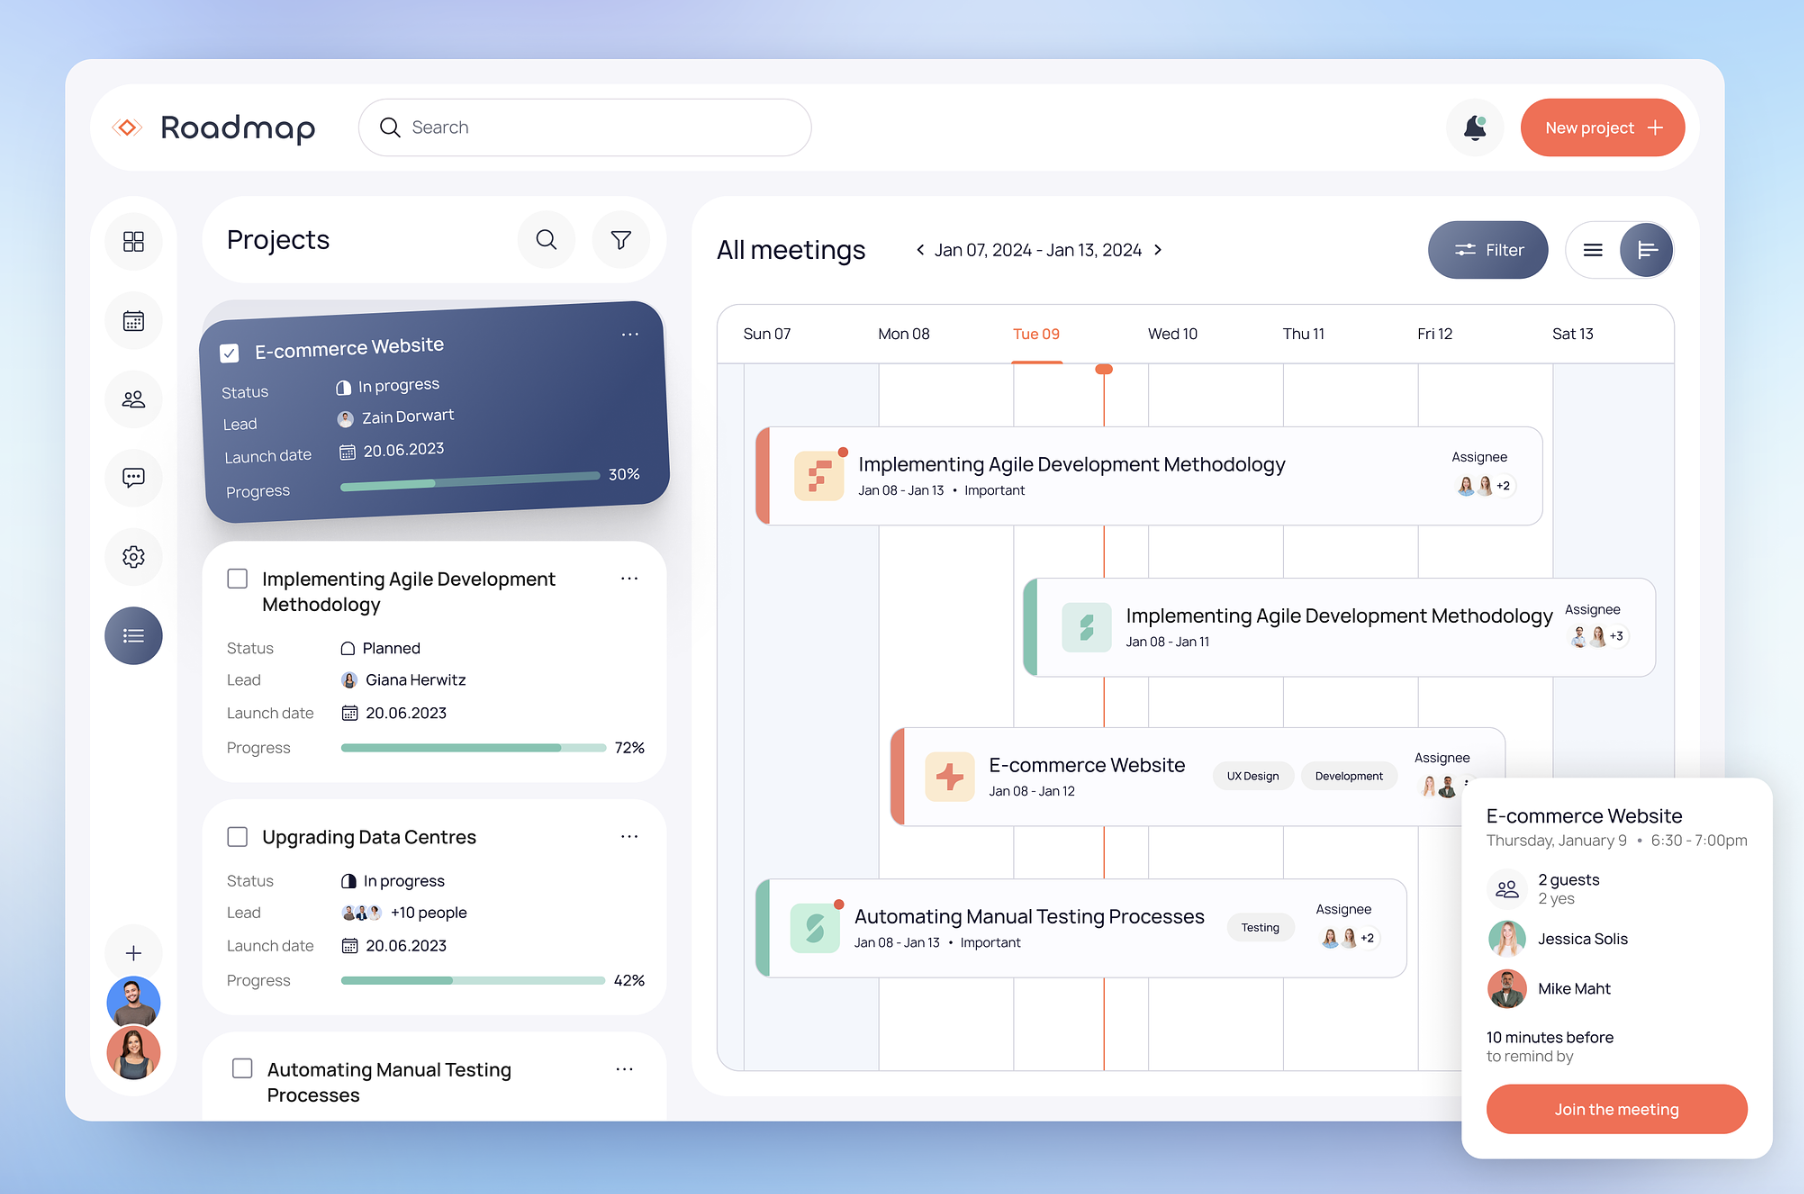 Roadmap
Search
New project
Projects
E-commerce Website
Status
In progress
Lead
Zain Dorwart
Launch date
20.06.2023
Progress
30%
Implementing Agile Development
Methodology
Status
Planned
Lead
Giana Herwitz
Launch date
20.06.2023
Progress
72%
Upgrading Data Centres
Status
In progress
Lead
+10 people
Launch date
20.06.2023
Progress
42%
Automating Manual Testing
Processes
All meetings
Jan 07, 2024 - Jan 13, 2024
Filter
Sun 07
Mon 08
Tue 09
Wed 10
Thu 11
Fri 12
Sat 13
Implementing Agile Development Methodology
Jan 08 - Jan 13 • Important
Assignee
+2
Implementing Agile Development Methodology
Jan 08 - Jan 11
Assignee
+3
E-commerce Website
Jan 08 - Jan 12
UX Design
Development
Assignee
Automating Manual Testing Processes
Jan 08 - Jan 13 • Important
Testing
Assignee
+2
E-commerce Website
Thursday, January 9 • 6:30 - 7:00pm
2 guests
2 yes
Jessica Solis
Mike Maht
10 minutes before
to remind by
Join the meeting